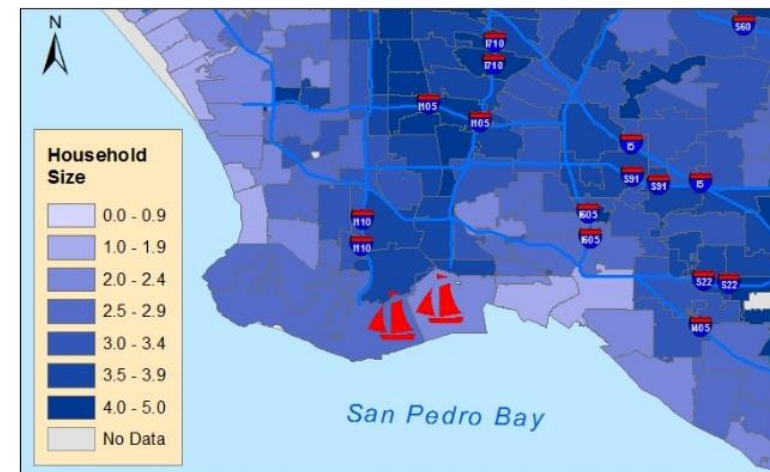 N
Household
Size
0.0 - 0.9
1.0 - 1.9
2.0 - 2.4
2.5 - 2.9
3.0 - 3.4
3.5 - 3.9
4.0 - 5.0
No Data
S60
I710
I710
I105
I105
I5
S91
S91
I5
I605
I605
I110
I110
S22
S22
I405
San Pedro Bay